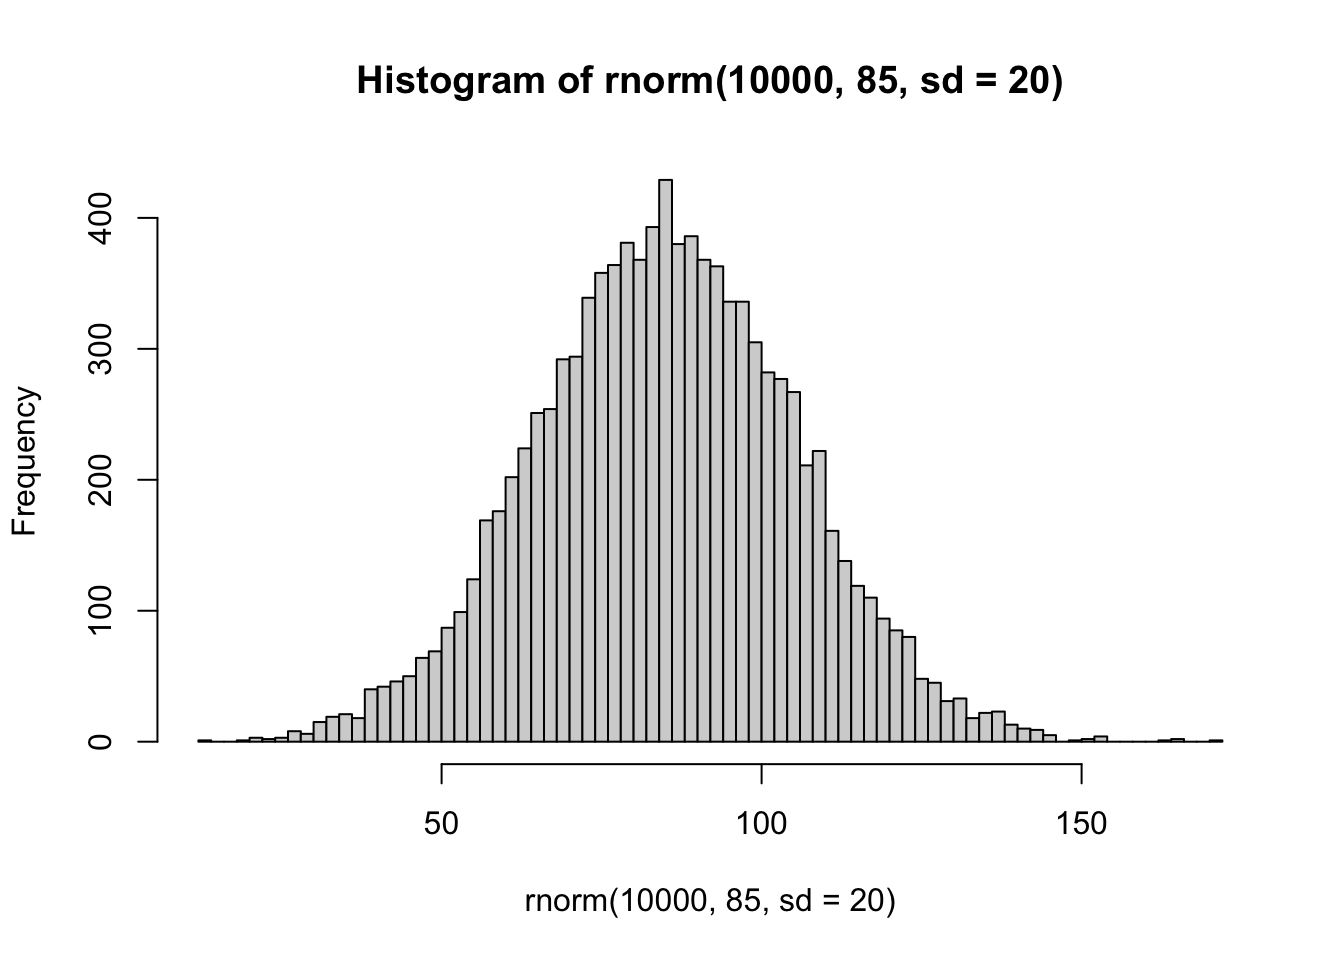 Histogram of rnorm(10000, 85, sd = 20)
Frequency
400
300
200
100
0
50 100 150
rnorm(10000, 85, sd = 20)